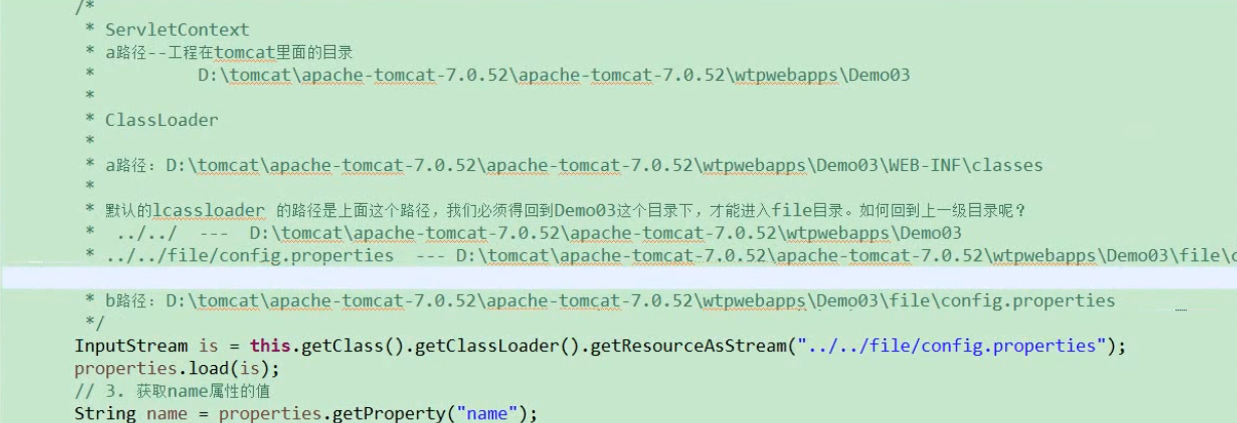 /*
* ServletContext
* a路径--工程在tomcat里面的目录
* D:\tomcat\apache-tomcat-7.0.52\apache-tomcat-7.0.52\wtpwebapps\Demo03
*
* ClassLoader
*
* a路径：D:\tomcat\apache-tomcat-7.0.52\apache-tomcat-7.0.52\wtpwebapps\Demo03\WEB-INF\classes
*
* 默认的lcassloader 的路径是上面这个路径，我们必须得回到Demo03这个目录下，才能进入file目录。如何回到上一级目录呢？
* ../../ --- D:\tomcat\apache-tomcat-7.0.52\apache-tomcat-7.0.52\wtpwebapps\Demo03
* ../../file/config.properties --- D:\tomcat\apache-tomcat-7.0.52\apache-tomcat-7.0.52\wtpwebapps\Demo03\file\
* b路径：D:\tomcat\apache-tomcat-7.0.52\apache-tomcat-7.0.52\wtpwebapps\Demo03\file\config.properties
*/
InputStream is = this.getClass().getClassLoader().getResourceAsStream("../../file/config.properties");
properties.load(is);
// 3. 获取name属性的值
String name = properties.getProperty("name");